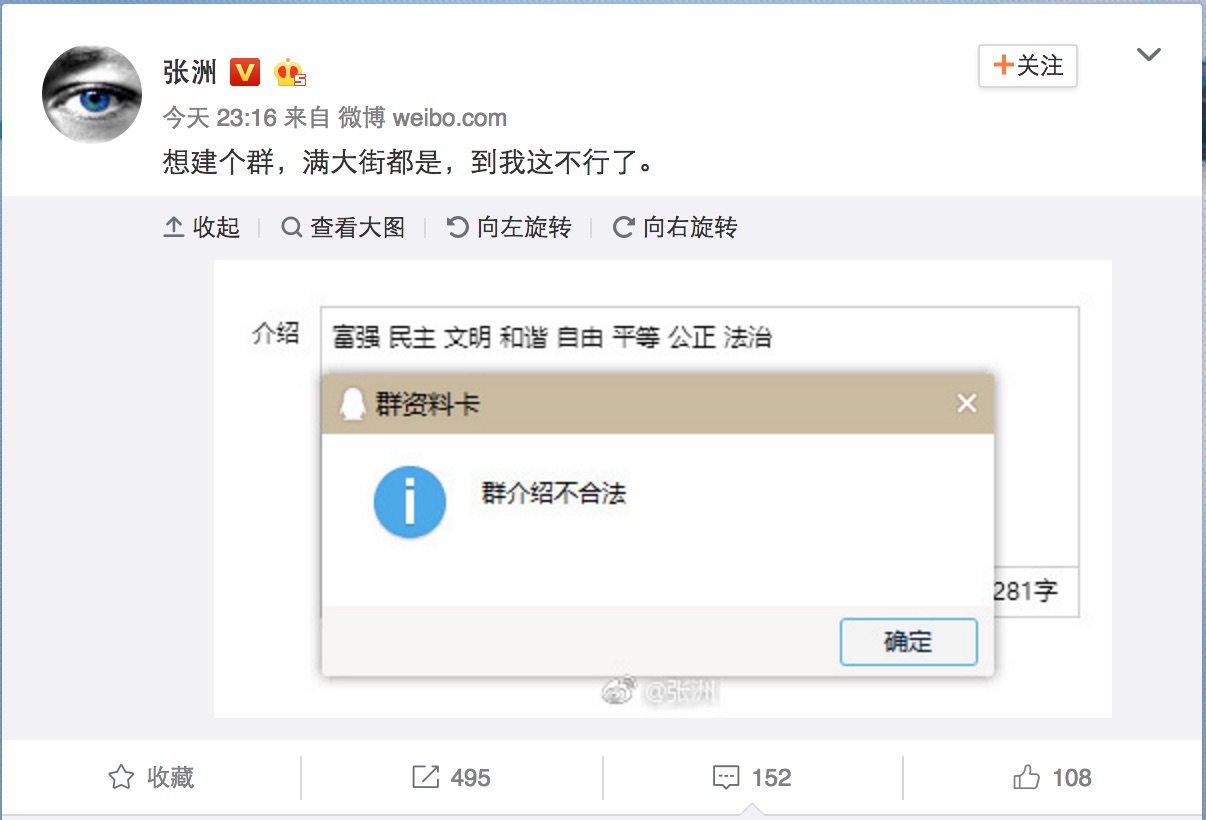 张洲
+关注
今天 23:16 来自 微博 weibo.com
想建个群，满大街都是，到我这不行了。
收起 查看大图 向左旋转 向右旋转
介绍 富强 民主 文明 和谐 自由 平等 公正 法治
群资料卡
群介绍不合法
281字
确定
@张洲
收藏 495 152 108